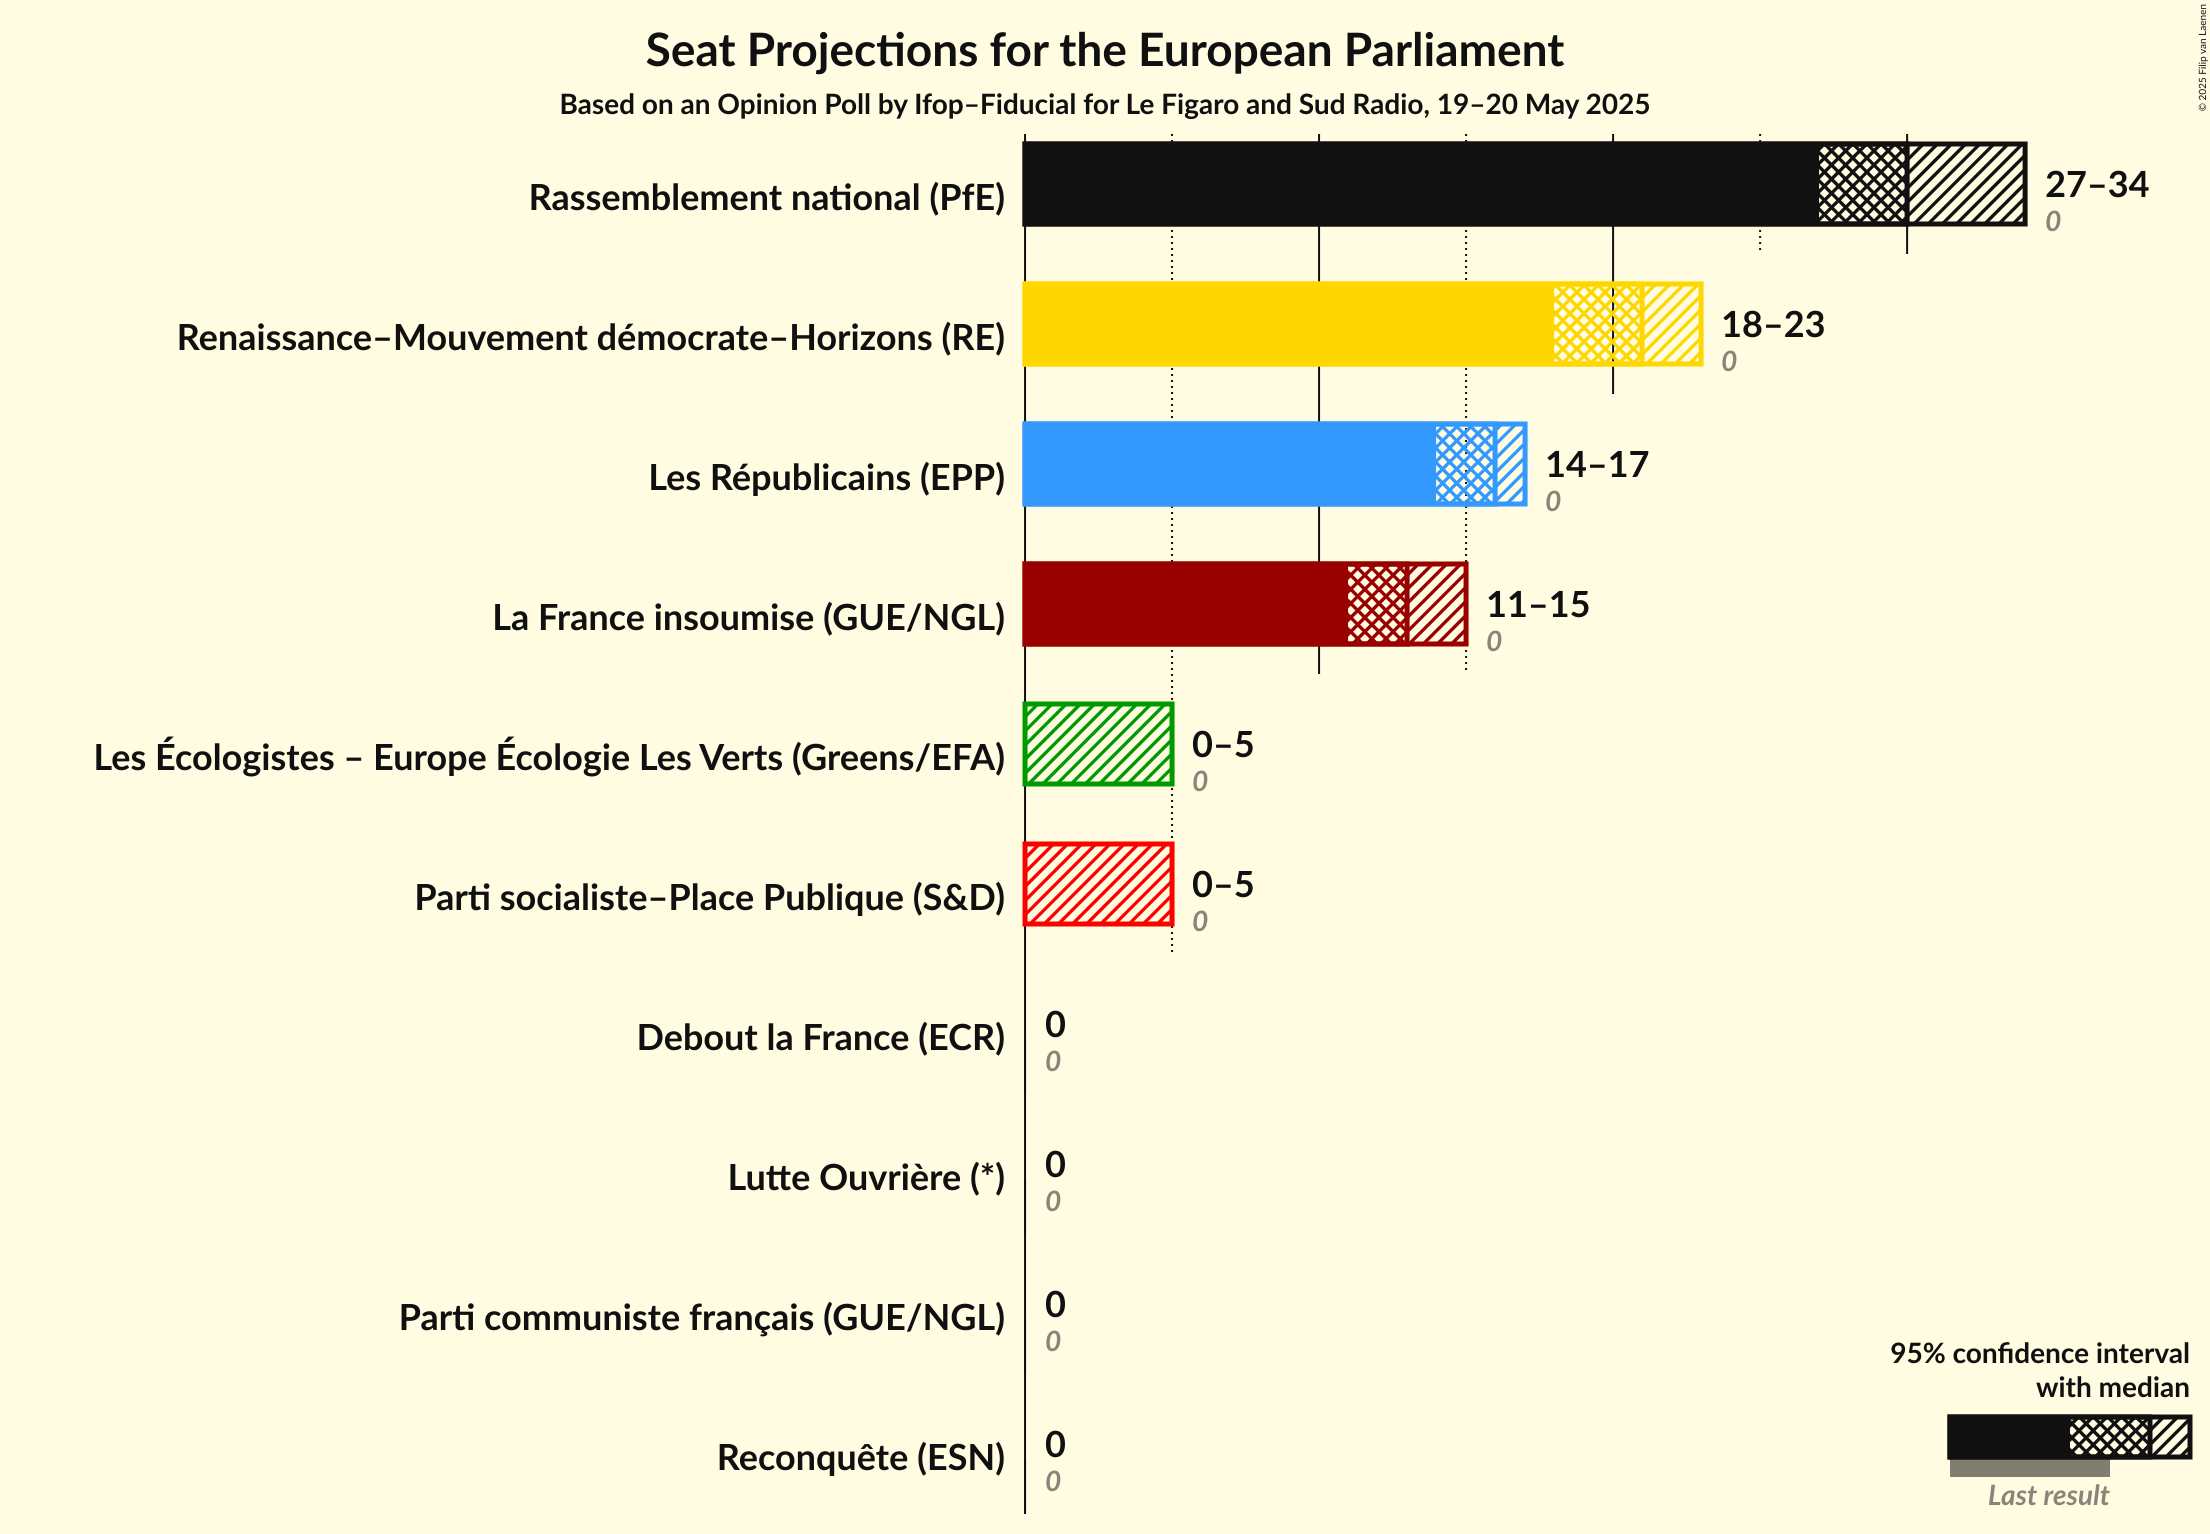 Seat Projections for the European Parliament
Based on an Opinion Poll by Ifop–Fiducial for Le Figaro and Sud Radio, 19–20 May 2025
© 2025 Filip van Laenen
Rassemblement national (PfE)
27–34
0
Renaissance–Mouvement démocrate–Horizons (RE)
18–23
0
Les Républicains (EPP)
14–17
0
La France insoumise (GUE/NGL)
11–15
0
Les Écologistes – Europe Écologie Les Verts (Greens/EFA)
0–5
0
Parti socialiste–Place Publique (S&D)
0–5
0
Debout la France (ECR)
0
0
Lutte Ouvrière (*)
0
0
Parti communiste français (GUE/NGL)
0
0
Reconquête (ESN)
0
0
95% confidence interval
with median
Last result